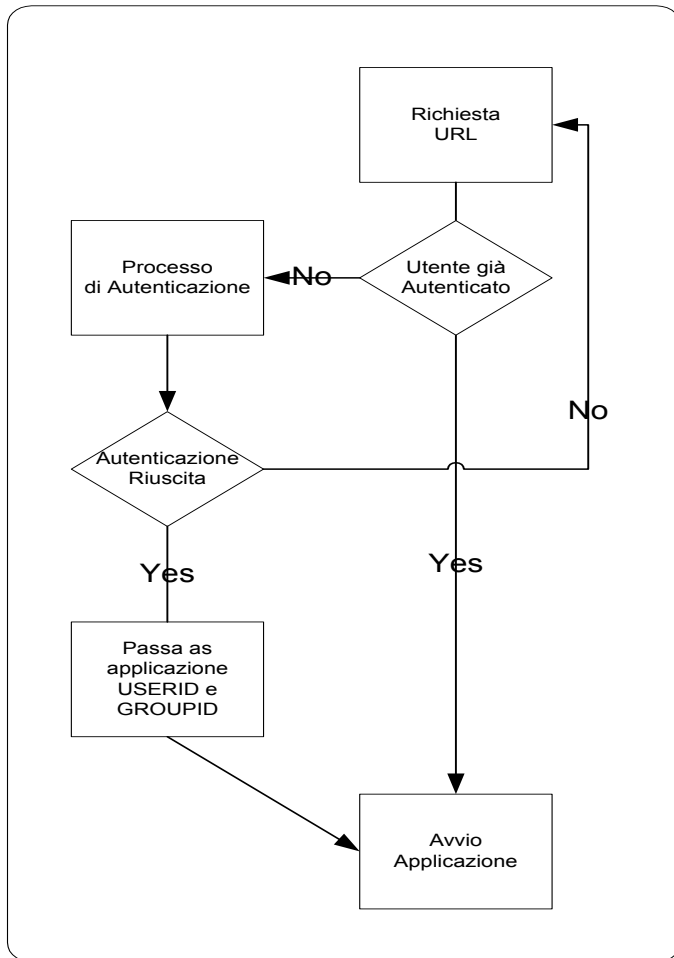 Richiesta
URL
Utente già
Autenticato
No
Processo
di Autenticazione
No
Autenticazione
Riuscita
Yes
Yes
Passa as
applicazione
USERID e
GROUPID
Avvio
Applicazione